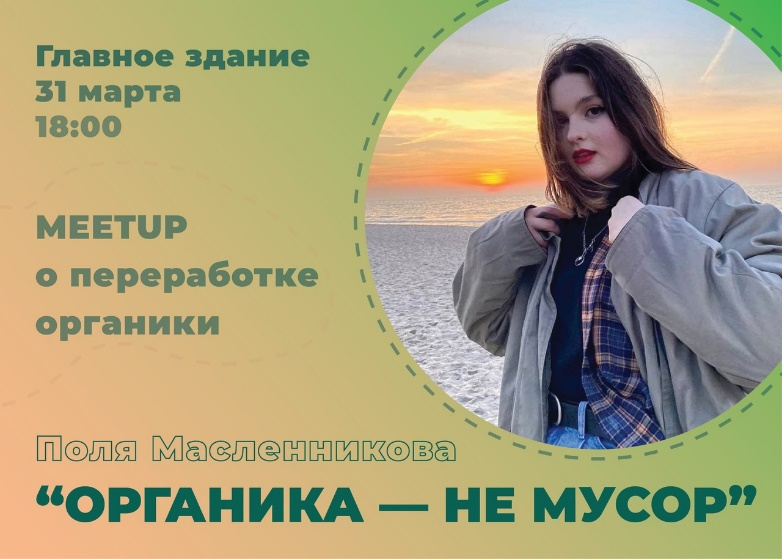 Главное здание
31 марта
18:00
MEETUP
о переработке
органики
Поля Масленникова
“ОРГАНИКА — НЕ МУСОР”